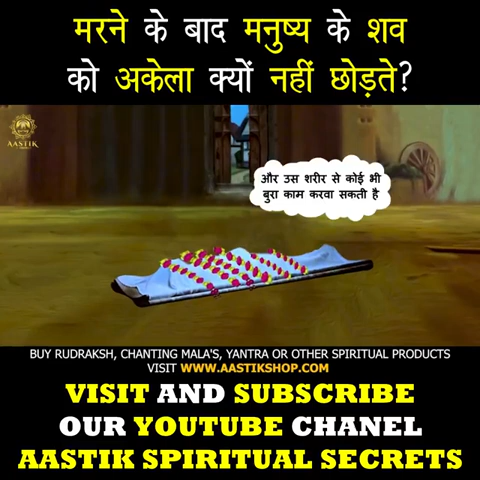 मरने के बाद मनुष्य के शव
को अकेला क्यों नहीं छोड़ते?
AASTIK
और उस शरीर से कोई भी
बुरा काम करवा सकती है
BUY RUDRAKSH, CHANTING MALA'S, YANTRA OR OTHER SPIRITUAL PRODUCTS
VISIT WWW.AASTIKSHOP.COM
VISIT AND SUBSCRIBE
OUR YOUTUBE CHANEL
AASTIK SPIRITUAL SECRETS